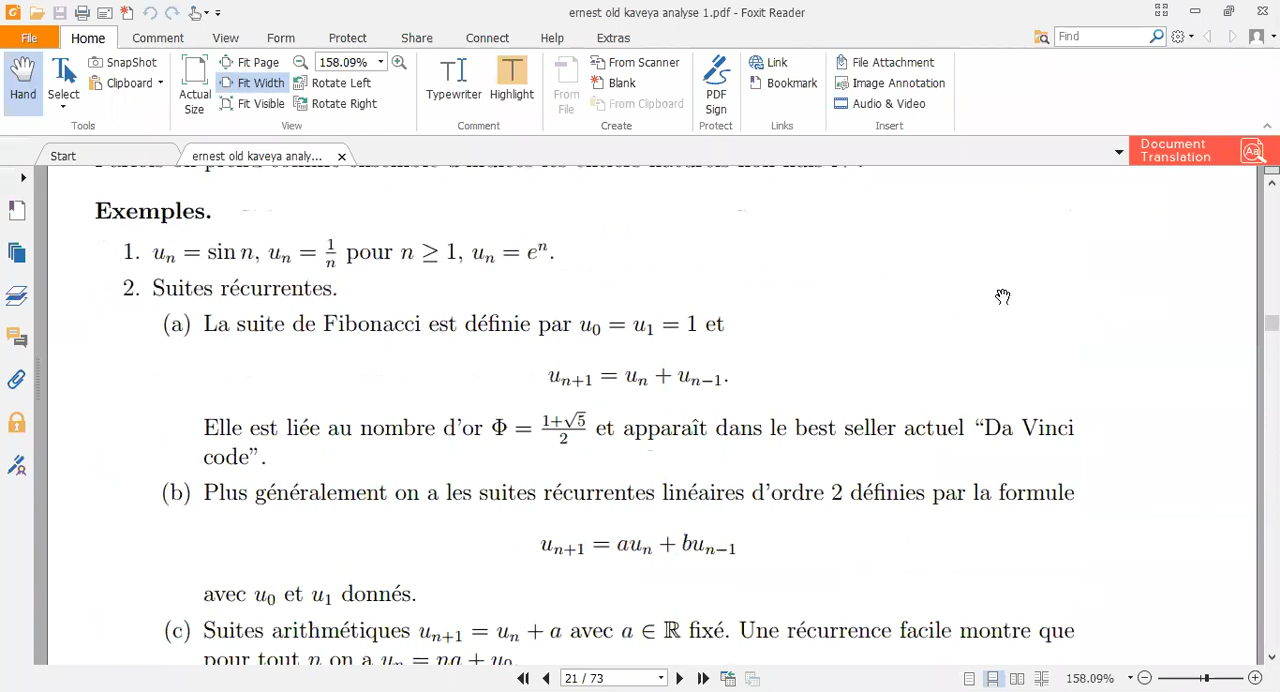 ernest old kaveya analyse 1.pdf - Foxit Reader
File Home Comment View Form Protect Share Connect Help Extras Find
Hand Select SnapShot Clipboard Actual Size Fit Page Fit Width Fit Visible 158.09% Rotate Left Rotate Right Typewriter Highlight From File From Scanner Blank From Clipboard PDF Sign Link Bookmark File Attachment Image Annotation Audio & Video
Tools View Comment Create Protect Links Insert
Start ernest old kaveya analy... Document Translation
Exemples.
1. uₙ = sin n, uₙ = 1/n pour n ≥ 1, uₙ = eⁿ.
2. Suites récurrentes.
(a) La suite de Fibonacci est définie par u₀ = u₁ = 1 et
uₙ₊₁ = uₙ + uₙ₋₁.
Elle est liée au nombre d'or Φ = (1+√5)/2 et apparaît dans le best seller actuel “Da Vinci
code”.
(b) Plus généralement on a les suites récurrentes linéaires d'ordre 2 définies par la formule
uₙ₊₁ = auₙ + buₙ₋₁
avec u₀ et u₁ donnés.
(c) Suites arithmétiques uₙ₊₁ = uₙ + a avec a ∈ ℝ fixé. Une récurrence facile montre que
pour tout n on a uₙ = na + u₀.
21 / 73 158.09%